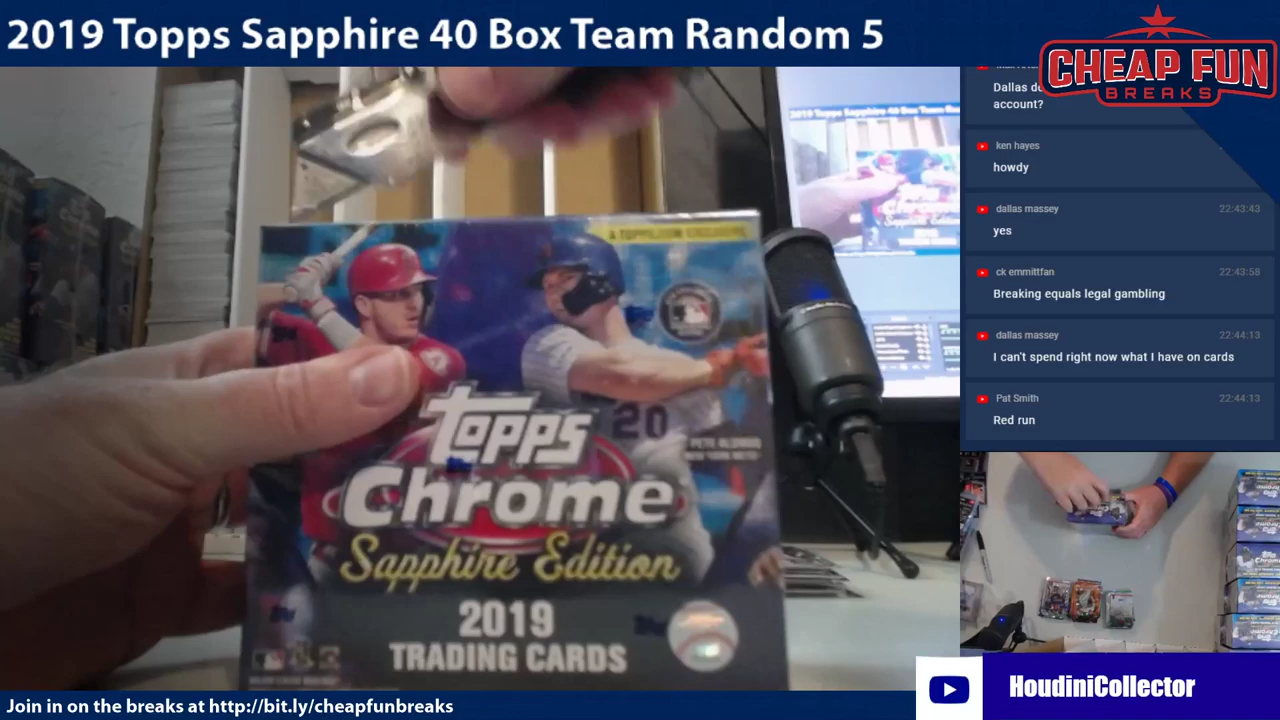 2019 Topps Sapphire 40 Box Team Random 5
CHEAP FUN
BREAKS
Dallas do
account?
ken hayes
howdy
dallas massey
22:43:43
yes
ck emmittfan
22:43:58
Breaking equals legal gambling
dallas massey
22:44:13
I can't spend right now what I have on cards
Pat Smith
22:44:13
Red run
20
PETE ALONSO
NEW YORK METS
Topps
Chrome
Sapphire Edition
2019
TRADING CARDS
Chrome
HoudiniCollector
Join in on the breaks at http://bit.ly/cheapfunbreaks